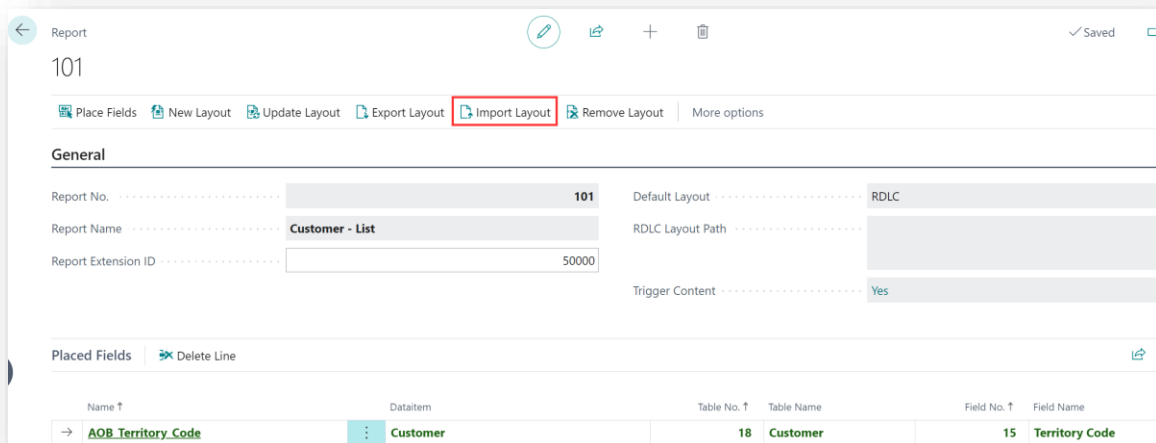 Report
Saved
101
Place Fields New Layout Update Layout Export Layout Import Layout Remove Layout More options
General
Report No. 101 Default Layout RDLC
Report Name Customer - List RDLC Layout Path
Report Extension ID 50000
Trigger Content Yes
Placed Fields Delete Line
Name ↑ Dataitem Table No. ↑ Table Name Field No. ↑ Field Name
AOB Territory Code Customer 18 Customer 15 Territory Code